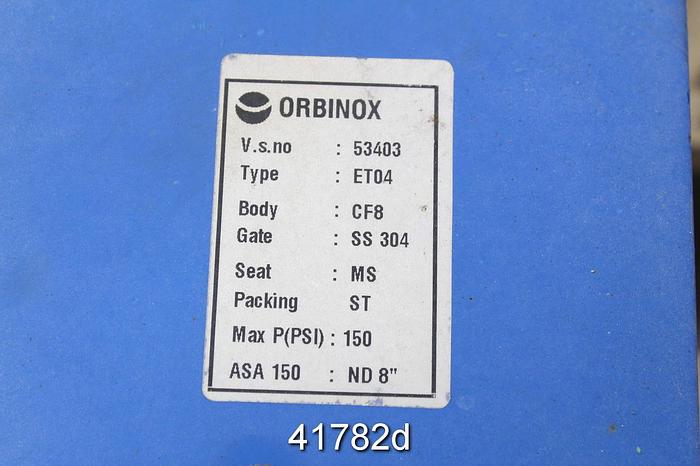 ORBINOX
V.s.no : 53403
Type : ET04
Body : CF8
Gate : SS 304
Seat : MS
Packing ST
Max P(PSI) : 150
ASA 150 : ND 8"
41782d